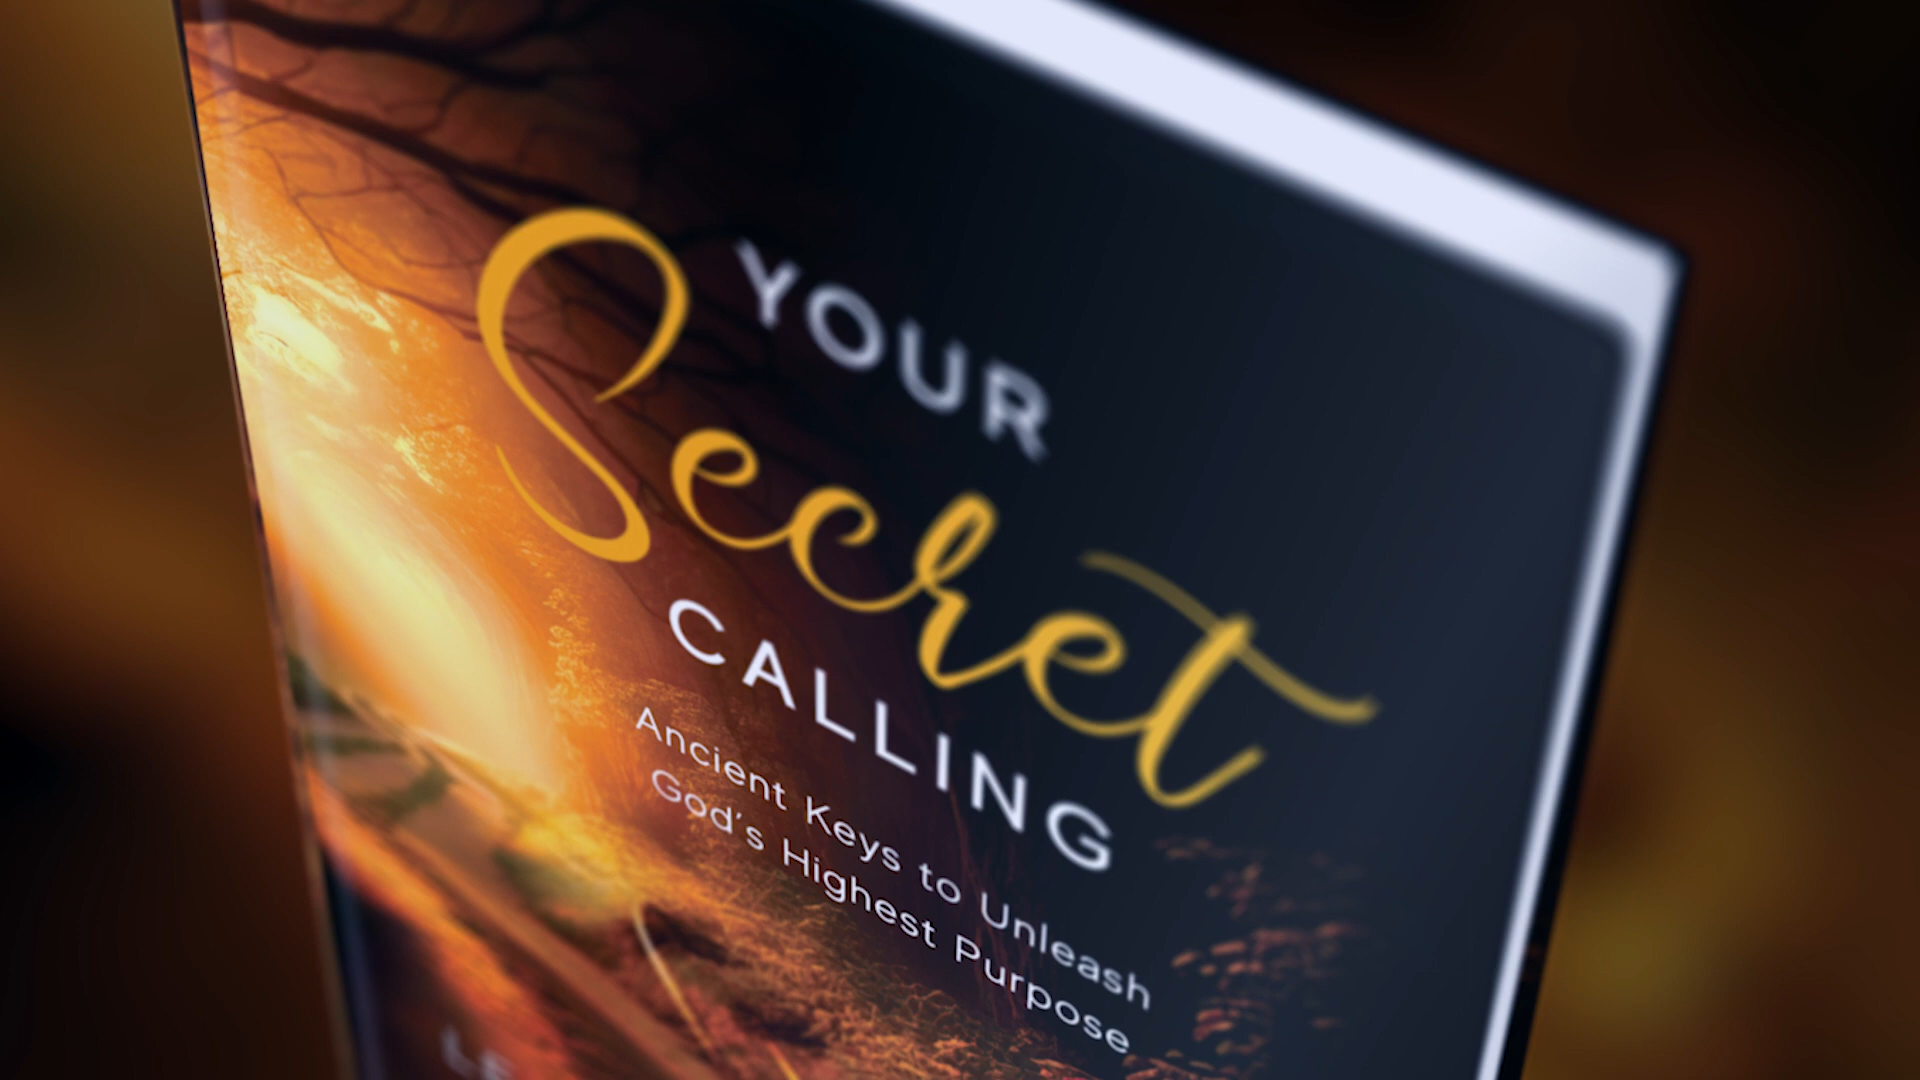 YOUR
Secret
CALLING
Ancient Keys to Unleash
God's Highest Purpose